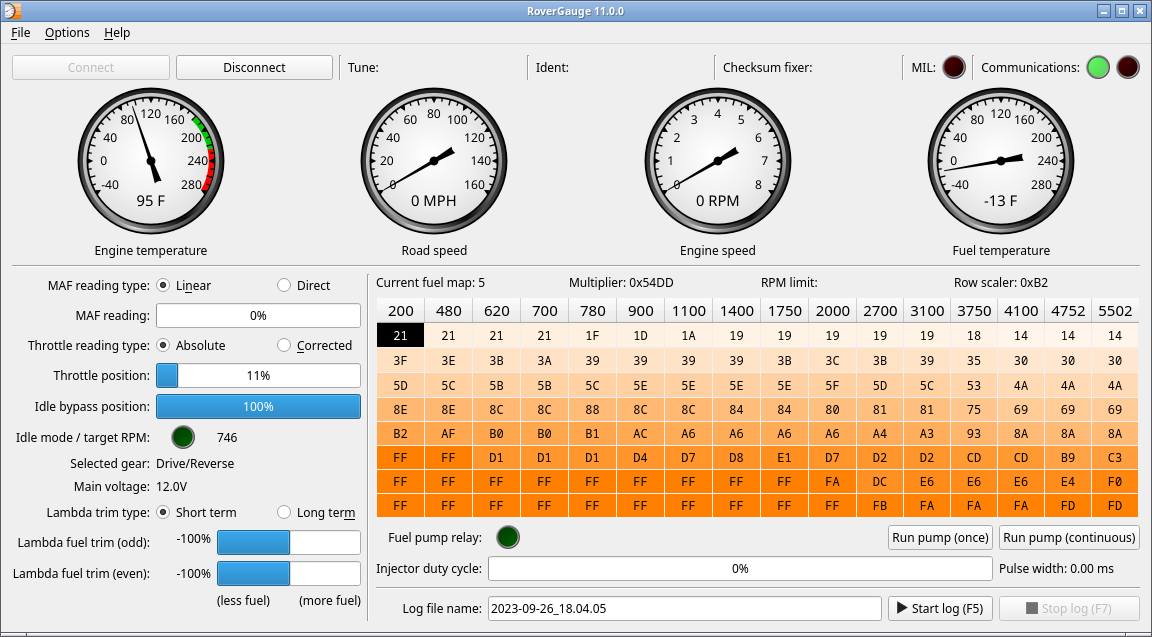 RoverGauge 11.0.0
File Options Help
Connect Disconnect Tune: Ident: Checksum fixer: MIL: Communications:
-40 0 40 80 120 160 200 240 280
95 F
Engine temperature
0 20 40 60 80 100 120 140 160
0 MPH
Road speed
0 1 2 3 4 5 6 7 8
0 RPM
Engine speed
-40 0 40 80 120 160 200 240 280
-13 F
Fuel temperature
MAF reading type: Linear Direct
MAF reading: 0%
Throttle reading type: Absolute Corrected
Throttle position: 11%
Idle bypass position: 100%
Idle mode / target RPM: 746
Selected gear: Drive/Reverse
Main voltage: 12.0V
Lambda trim type: Short term Long term
Lambda fuel trim (odd): -100%
Lambda fuel trim (even): -100%
(less fuel) (more fuel)
Current fuel map: 5 Multiplier: 0x54DD RPM limit: Row scaler: 0xB2
200 480 620 700 780 900 1100 1400 1750 2000 2700 3100 3750 4100 4752 5502
21 21 21 21 1F 1D 1A 19 19 19 19 19 18 14 14 14
3F 3E 3B 3A 39 39 39 39 3B 3C 3B 39 35 30 30 30
5D 5C 5B 5B 5C 5E 5E 5E 5E 5F 5D 5C 53 4A 4A 4A
8E 8E 8C 8C 88 8C 8C 84 84 80 81 81 75 69 69 69
B2 AF B0 B0 B1 AC A6 A6 A6 A6 A4 A3 93 8A 8A 8A
FF FF D1 D1 D1 D4 D7 D8 E1 D7 D2 D2 CD CD B9 C3
FF FF FF FF FF FF FF FF FF FA DC E6 E6 E6 E4 F0
FF FF FF FF FF FF FF FF FF FF FB FA FA FA FD FD
Fuel pump relay: Run pump (once) Run pump (continuous)
Injector duty cycle: 0% Pulse width: 0.00 ms
Log file name: 2023-09-26_18.04.05 Start log (F5) Stop log (F7)